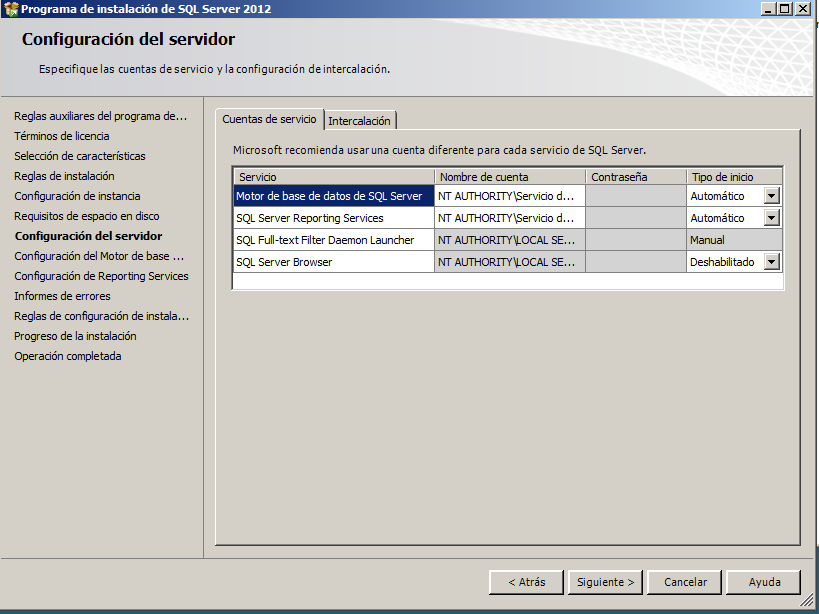 Programa de instalación de SQL Server 2012
Configuración del servidor
Especifique las cuentas de servicio y la configuración de intercalación.
Reglas auxiliares del programa de...
Términos de licencia
Selección de características
Reglas de instalación
Configuración de instancia
Requisitos de espacio en disco
Configuración del servidor
Configuración del Motor de base ...
Configuración de Reporting Services
Informes de errores
Reglas de configuración de instala...
Progreso de la instalación
Operación completada
Cuentas de servicio Intercalación
Microsoft recomienda usar una cuenta diferente para cada servicio de SQL Server.
Servicio Nombre de cuenta Contraseña Tipo de inicio
Motor de base de datos de SQL Server NT AUTHORITY\Servicio d... Automático
SQL Server Reporting Services NT AUTHORITY\Servicio d... Automático
SQL Full-text Filter Daemon Launcher NT AUTHORITY\LOCAL SE... Manual
SQL Server Browser NT AUTHORITY\LOCAL SE... Deshabilitado
< Atrás Siguiente > Cancelar Ayuda